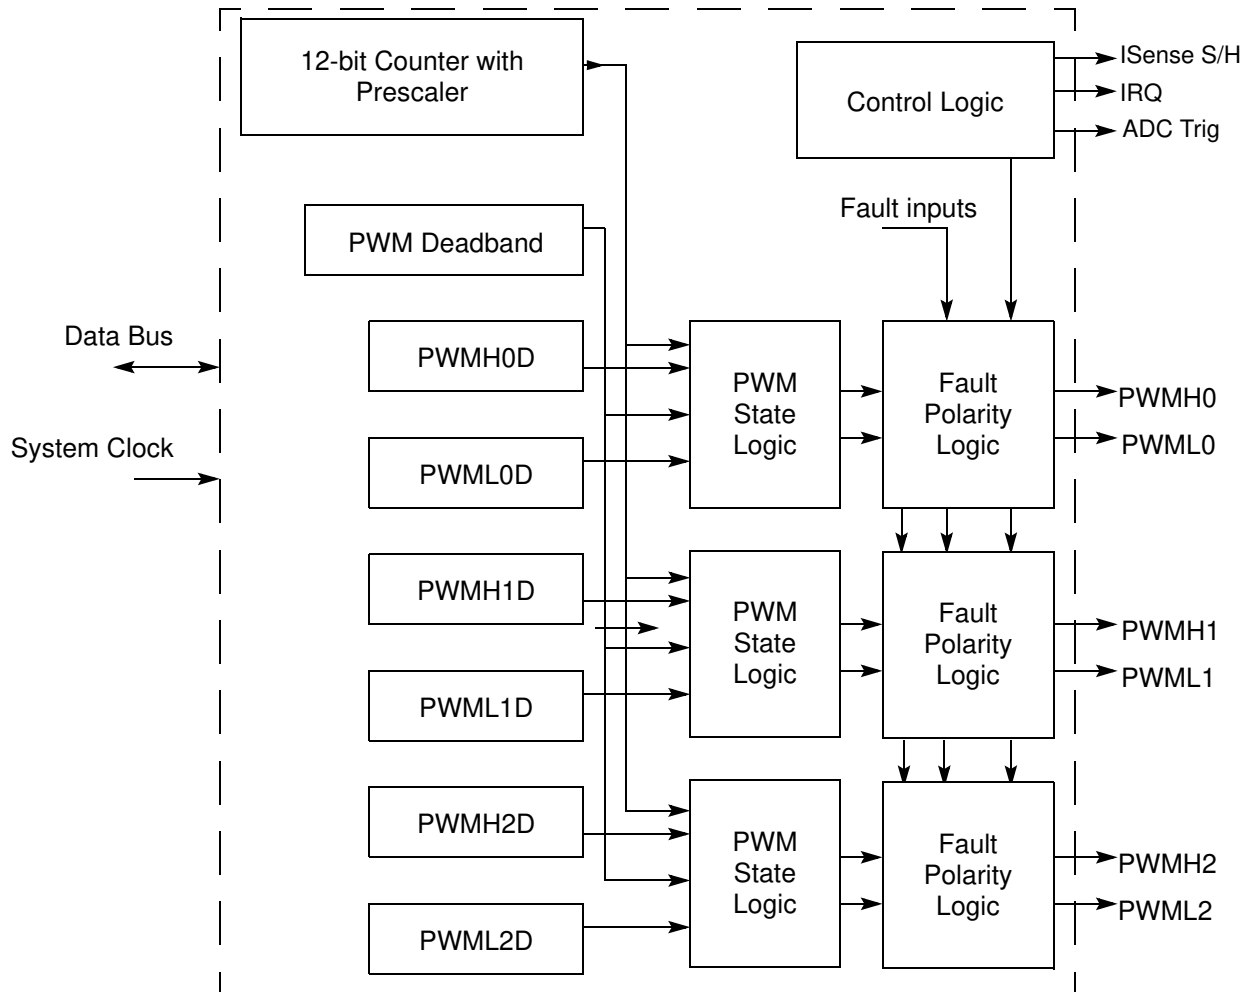 12-bit Counter with
Prescaler
Control Logic
ISense S/H
IRQ
ADC Trig
Fault inputs
PWM Deadband
Data Bus
System Clock
PWMH0D
PWML0D
PWM
State
Logic
Fault
Polarity
Logic
PWMH0
PWML0
PWMH1D
PWML1D
PWM
State
Logic
Fault
Polarity
Logic
PWMH1
PWML1
PWMH2D
PWML2D
PWM
State
Logic
Fault
Polarity
Logic
PWMH2
PWML2